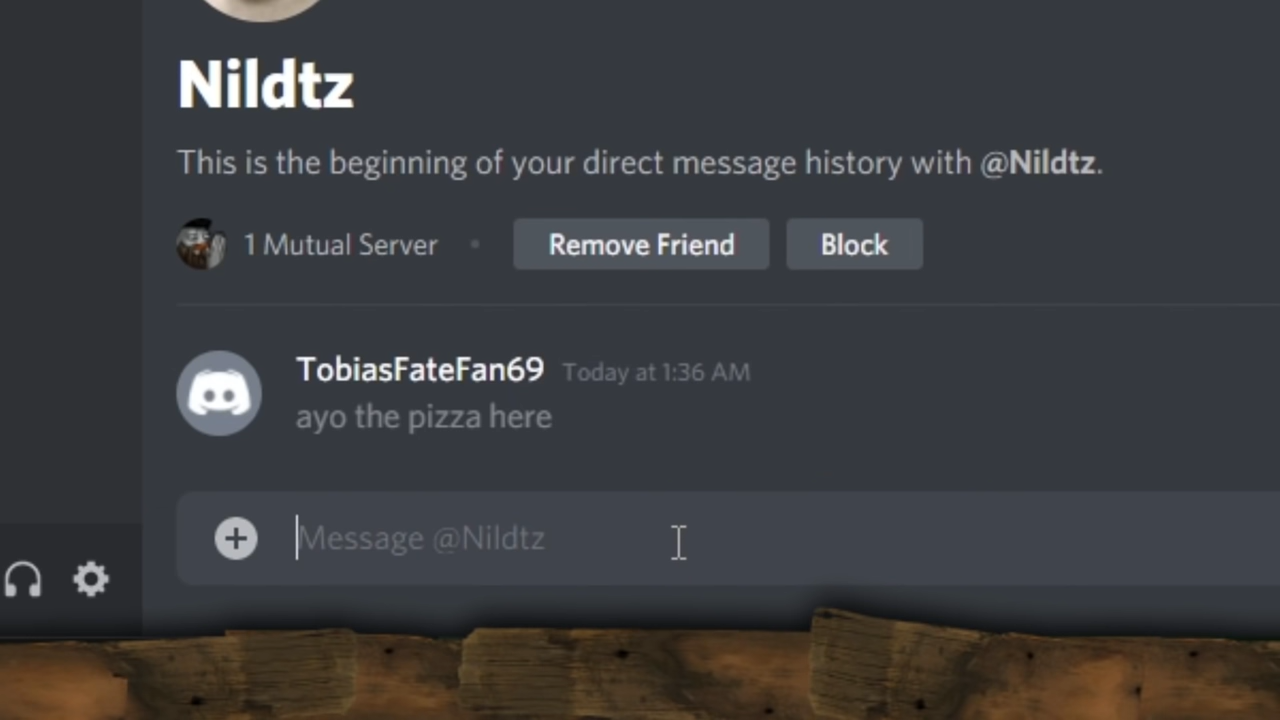 Nildtz
This is the beginning of your direct message history with @Nildtz.
1 Mutual Server • Remove Friend Block
TobiasFateFan69 Today at 1:36 AM
ayo the pizza here
Message @Nildtz